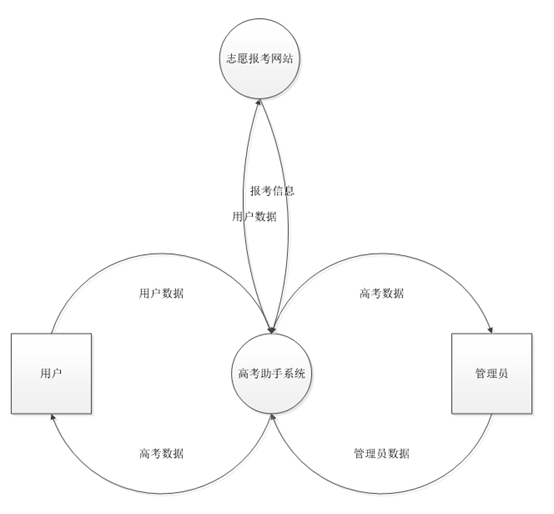 志愿报考网站
报考信息
用户数据
用户数据
高考数据
用户
高考助手系统
管理员
高考数据
管理员数据